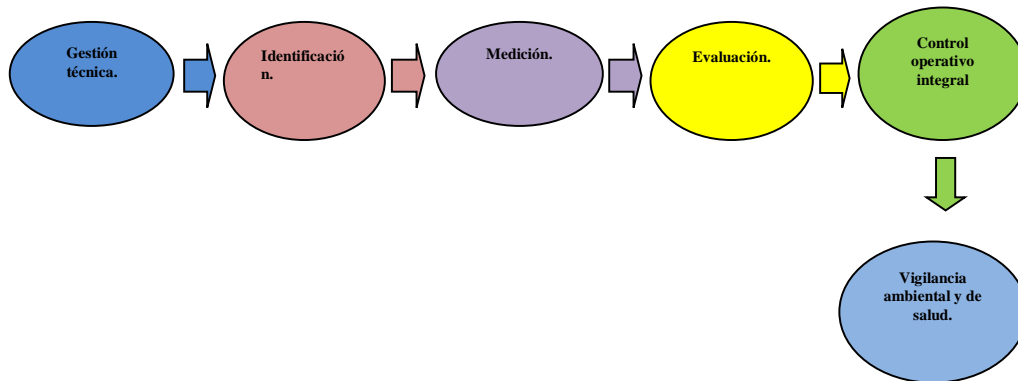 Gestión
técnica.
Identificació
n.
Medición.
Evaluación.
Control
operativo
integral
Vigilancia
ambiental y de
salud.